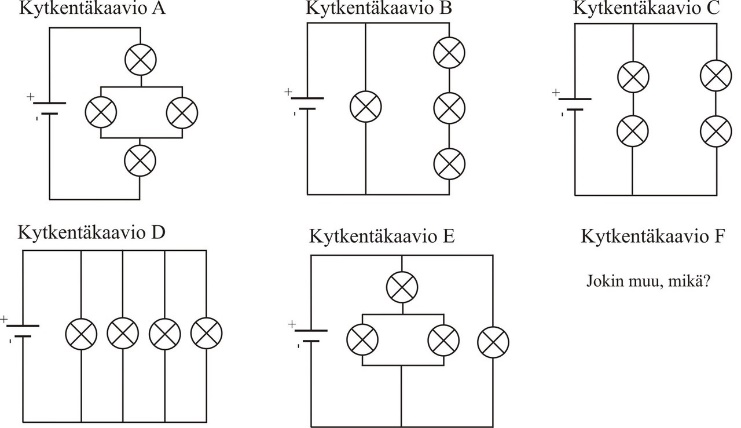 Kytkentäkaavio A
Kytkentäkaavio B
Kytkentäkaavio C
+
-
+
-
+
-
Kytkentäkaavio D
Kytkentäkaavio E
Kytkentäkaavio F
Jokin muu, mikä?
+
-
+
-